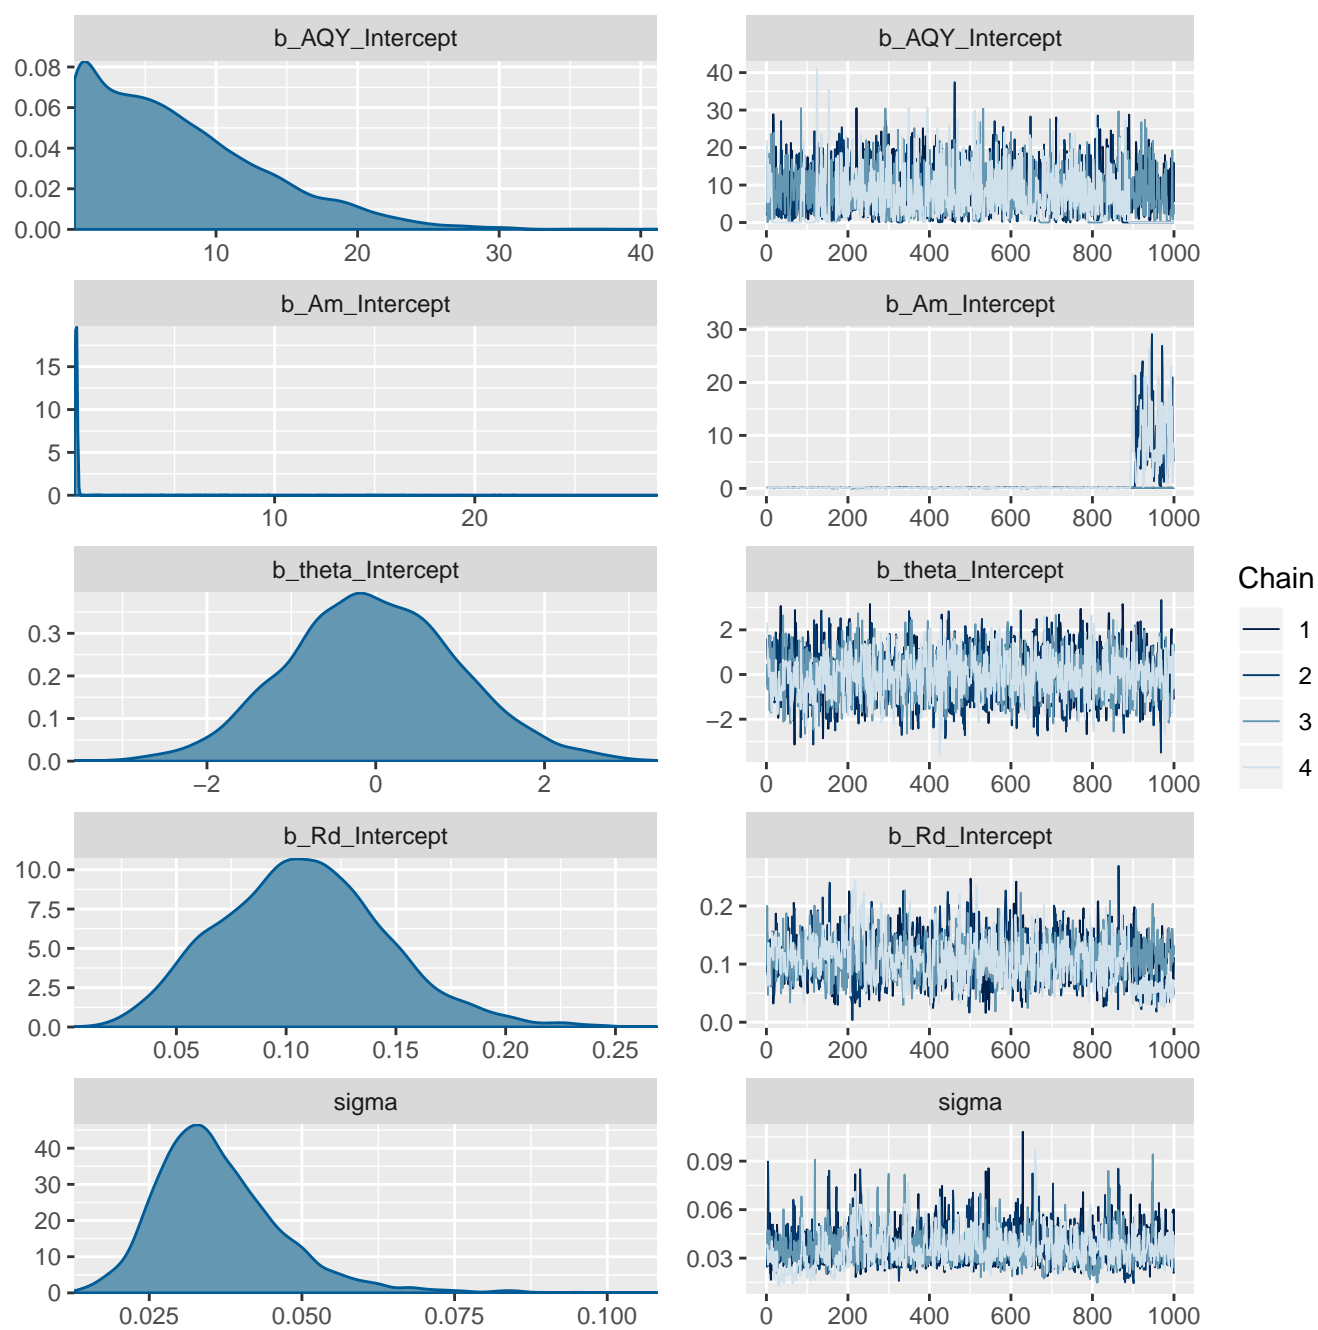 b_AQY_Intercept
0.08
0.06
0.04
0.02
0.00
10 20 30 40
b_AQY_Intercept
40
30
20
10
0
0 200 400 600 800 1000
b_Am_Intercept
15
10
5
0
10 20
b_Am_Intercept
30
20
10
0
0 200 400 600 800 1000
b_theta_Intercept
0.3
0.2
0.1
0.0
−2 0 2
b_theta_Intercept
2
0
−2
0 200 400 600 800 1000
b_Rd_Intercept
10.0
7.5
5.0
2.5
0.0
0.05 0.10 0.15 0.20 0.25
b_Rd_Intercept
0.2
0.1
0.0
0 200 400 600 800 1000
sigma
40
30
20
10
0
0.025 0.050 0.075 0.100
sigma
0.09
0.06
0.03
0 200 400 600 800 1000
Chain
1
2
3
4